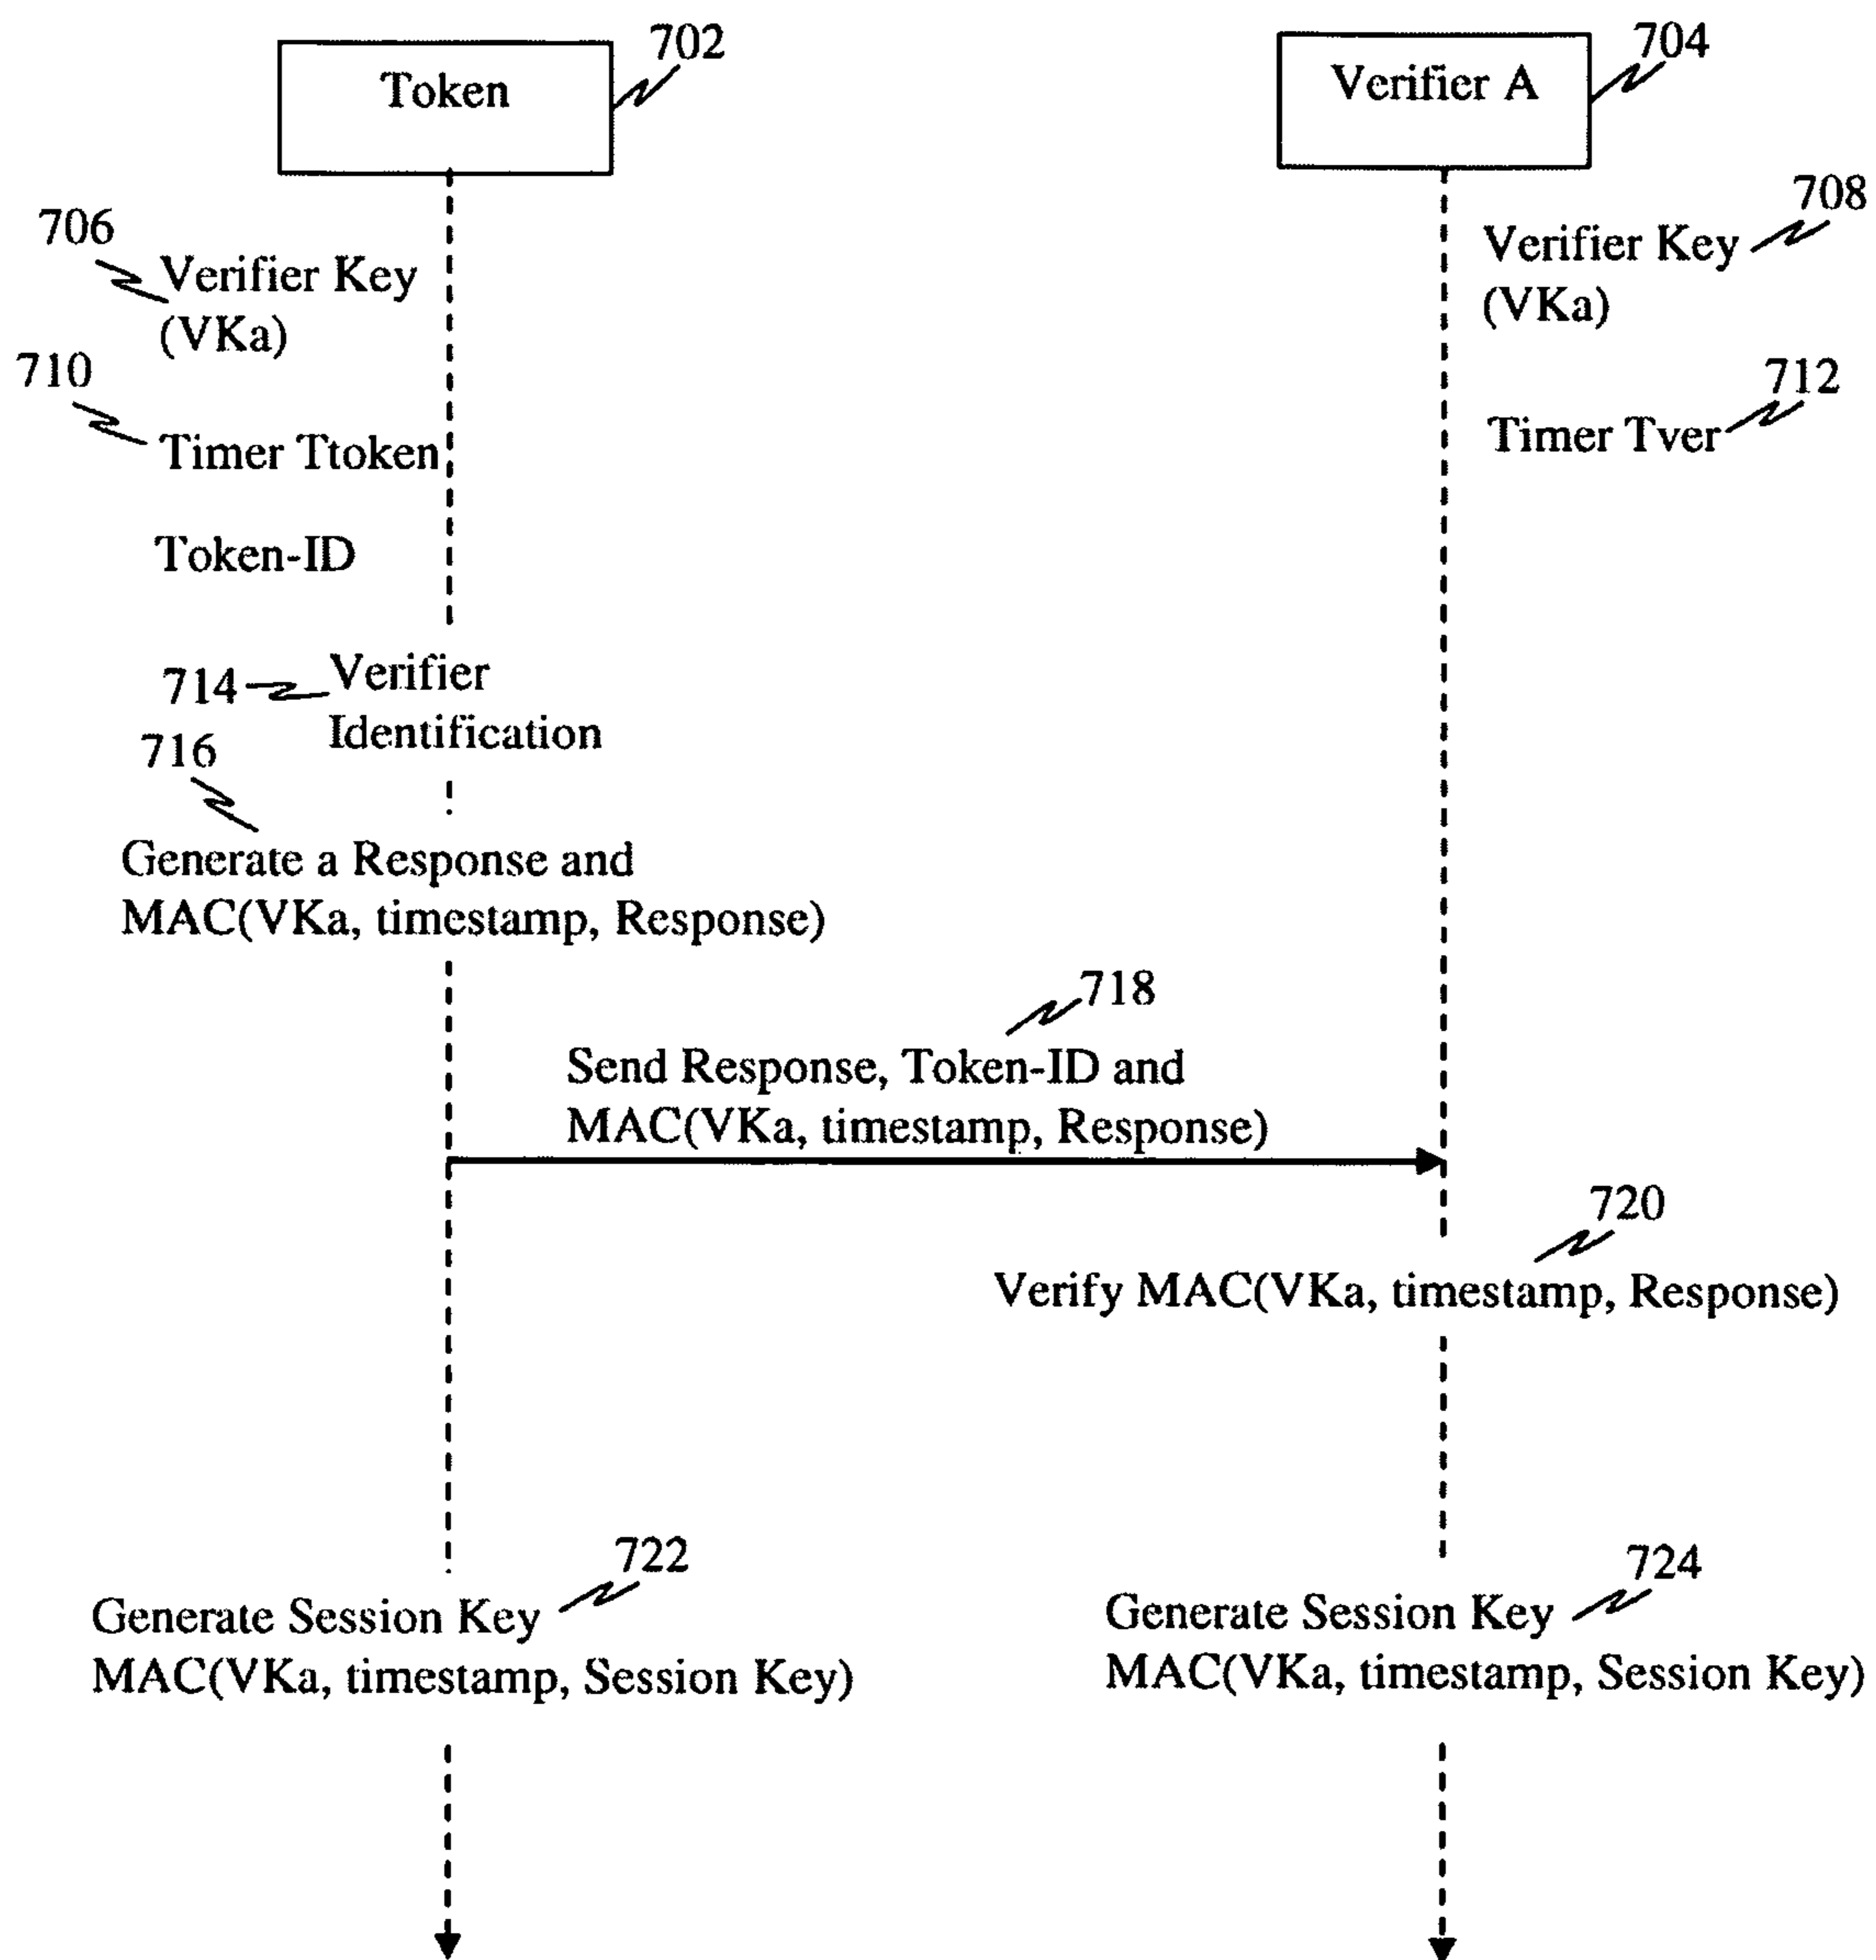 702
Token
704
Verifier A
706
Verifier Key
(VKa)
708
Verifier Key
(VKa)
710
Timer Ttoken
712
Timer Tver
Token-ID
714
Verifier
Identification
716
Generate a Response and
MAC(VKa, timestamp, Response)
718
Send Response, Token-ID and
MAC(VKa, timestamp, Response)
720
Verify MAC(VKa, timestamp, Response)
722
Generate Session Key
MAC(VKa, timestamp, Session Key)
724
Generate Session Key
MAC(VKa, timestamp, Session Key)